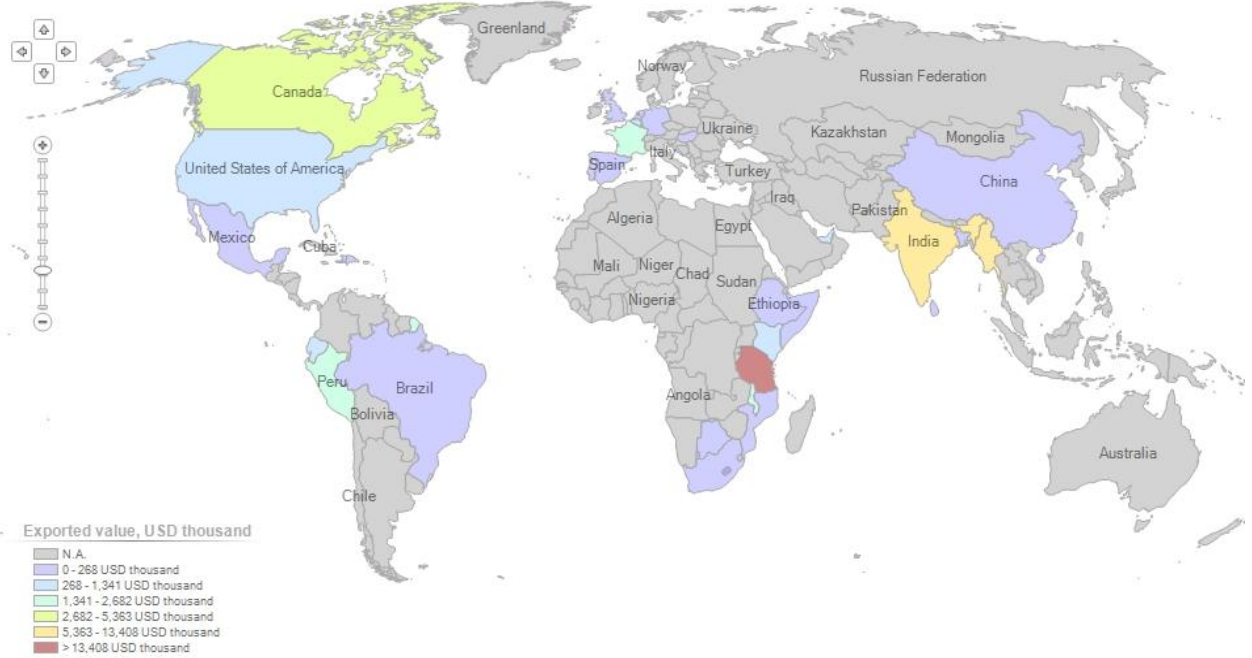 Greenland
Norway
Russian Federation
Canada
Ukraine
Kazakhstan
Mongolia
United States of America
Italy
Spain
Turkey
China
Iraq
Pakistan
Algeria
Egypt
Mexico
Cuba
India
Mali
Niger
Chad
Sudan
Nigeria
Ethiopia
Peru
Brazil
Angola
Bolivia
Australia
Chile
Exported value, USD thousand
N.A.
0 - 268 USD thousand
268 - 1,341 USD thousand
1,341 - 2,682 USD thousand
2,682 - 5,363 USD thousand
5,363 - 13,408 USD thousand
> 13,408 USD thousand